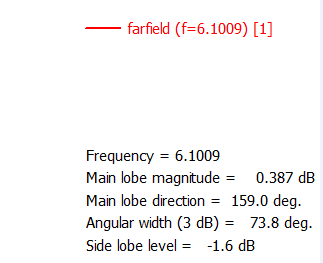 farfield (f=6.1009) [1]
Frequency = 6.1009
Main lobe magnitude = 0.387 dB
Main lobe direction = 159.0 deg.
Angular width (3 dB) = 73.8 deg.
Side lobe level = -1.6 dB